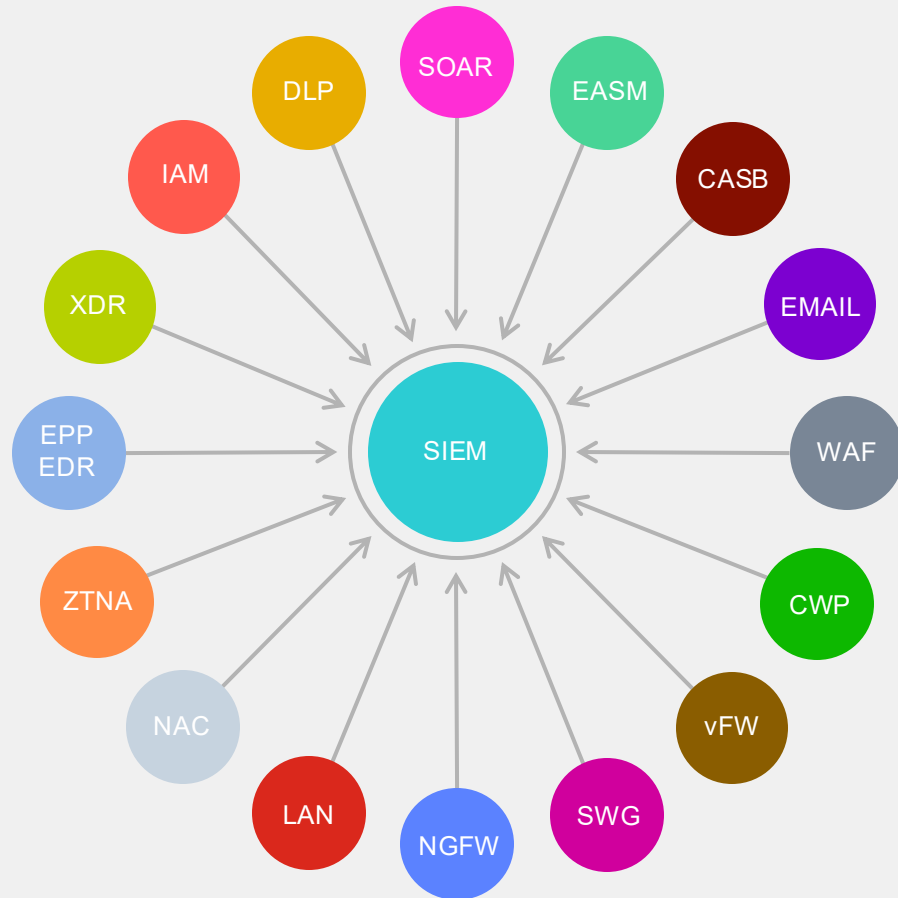 SOAR
EASM
CASB
EMAIL
WAF
CWP
vFW
SWG
NGFW
LAN
NAC
ZTNA
EPP
EDR
XDR
IAM
DLP
SIEM